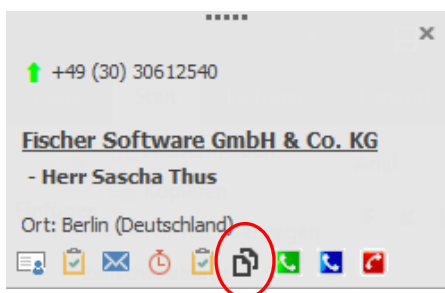 +49 (30) 30612540
Fischer Software GmbH & Co. KG
- Herr Sascha Thus
Ort: Berlin (Deutschland)